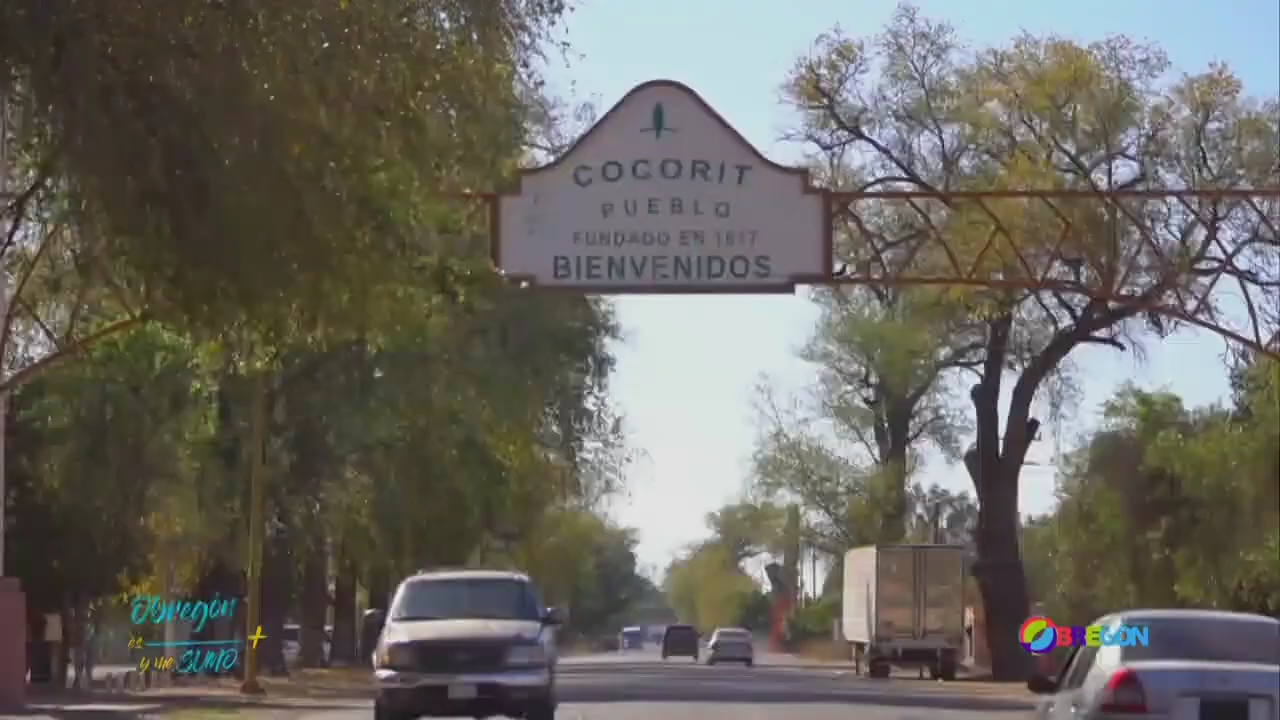 COCORIT
PUEBLO
FUNDADO EN 1617
BIENVENIDOS
Obregón
es
y me SUMO +
OBREGÓN